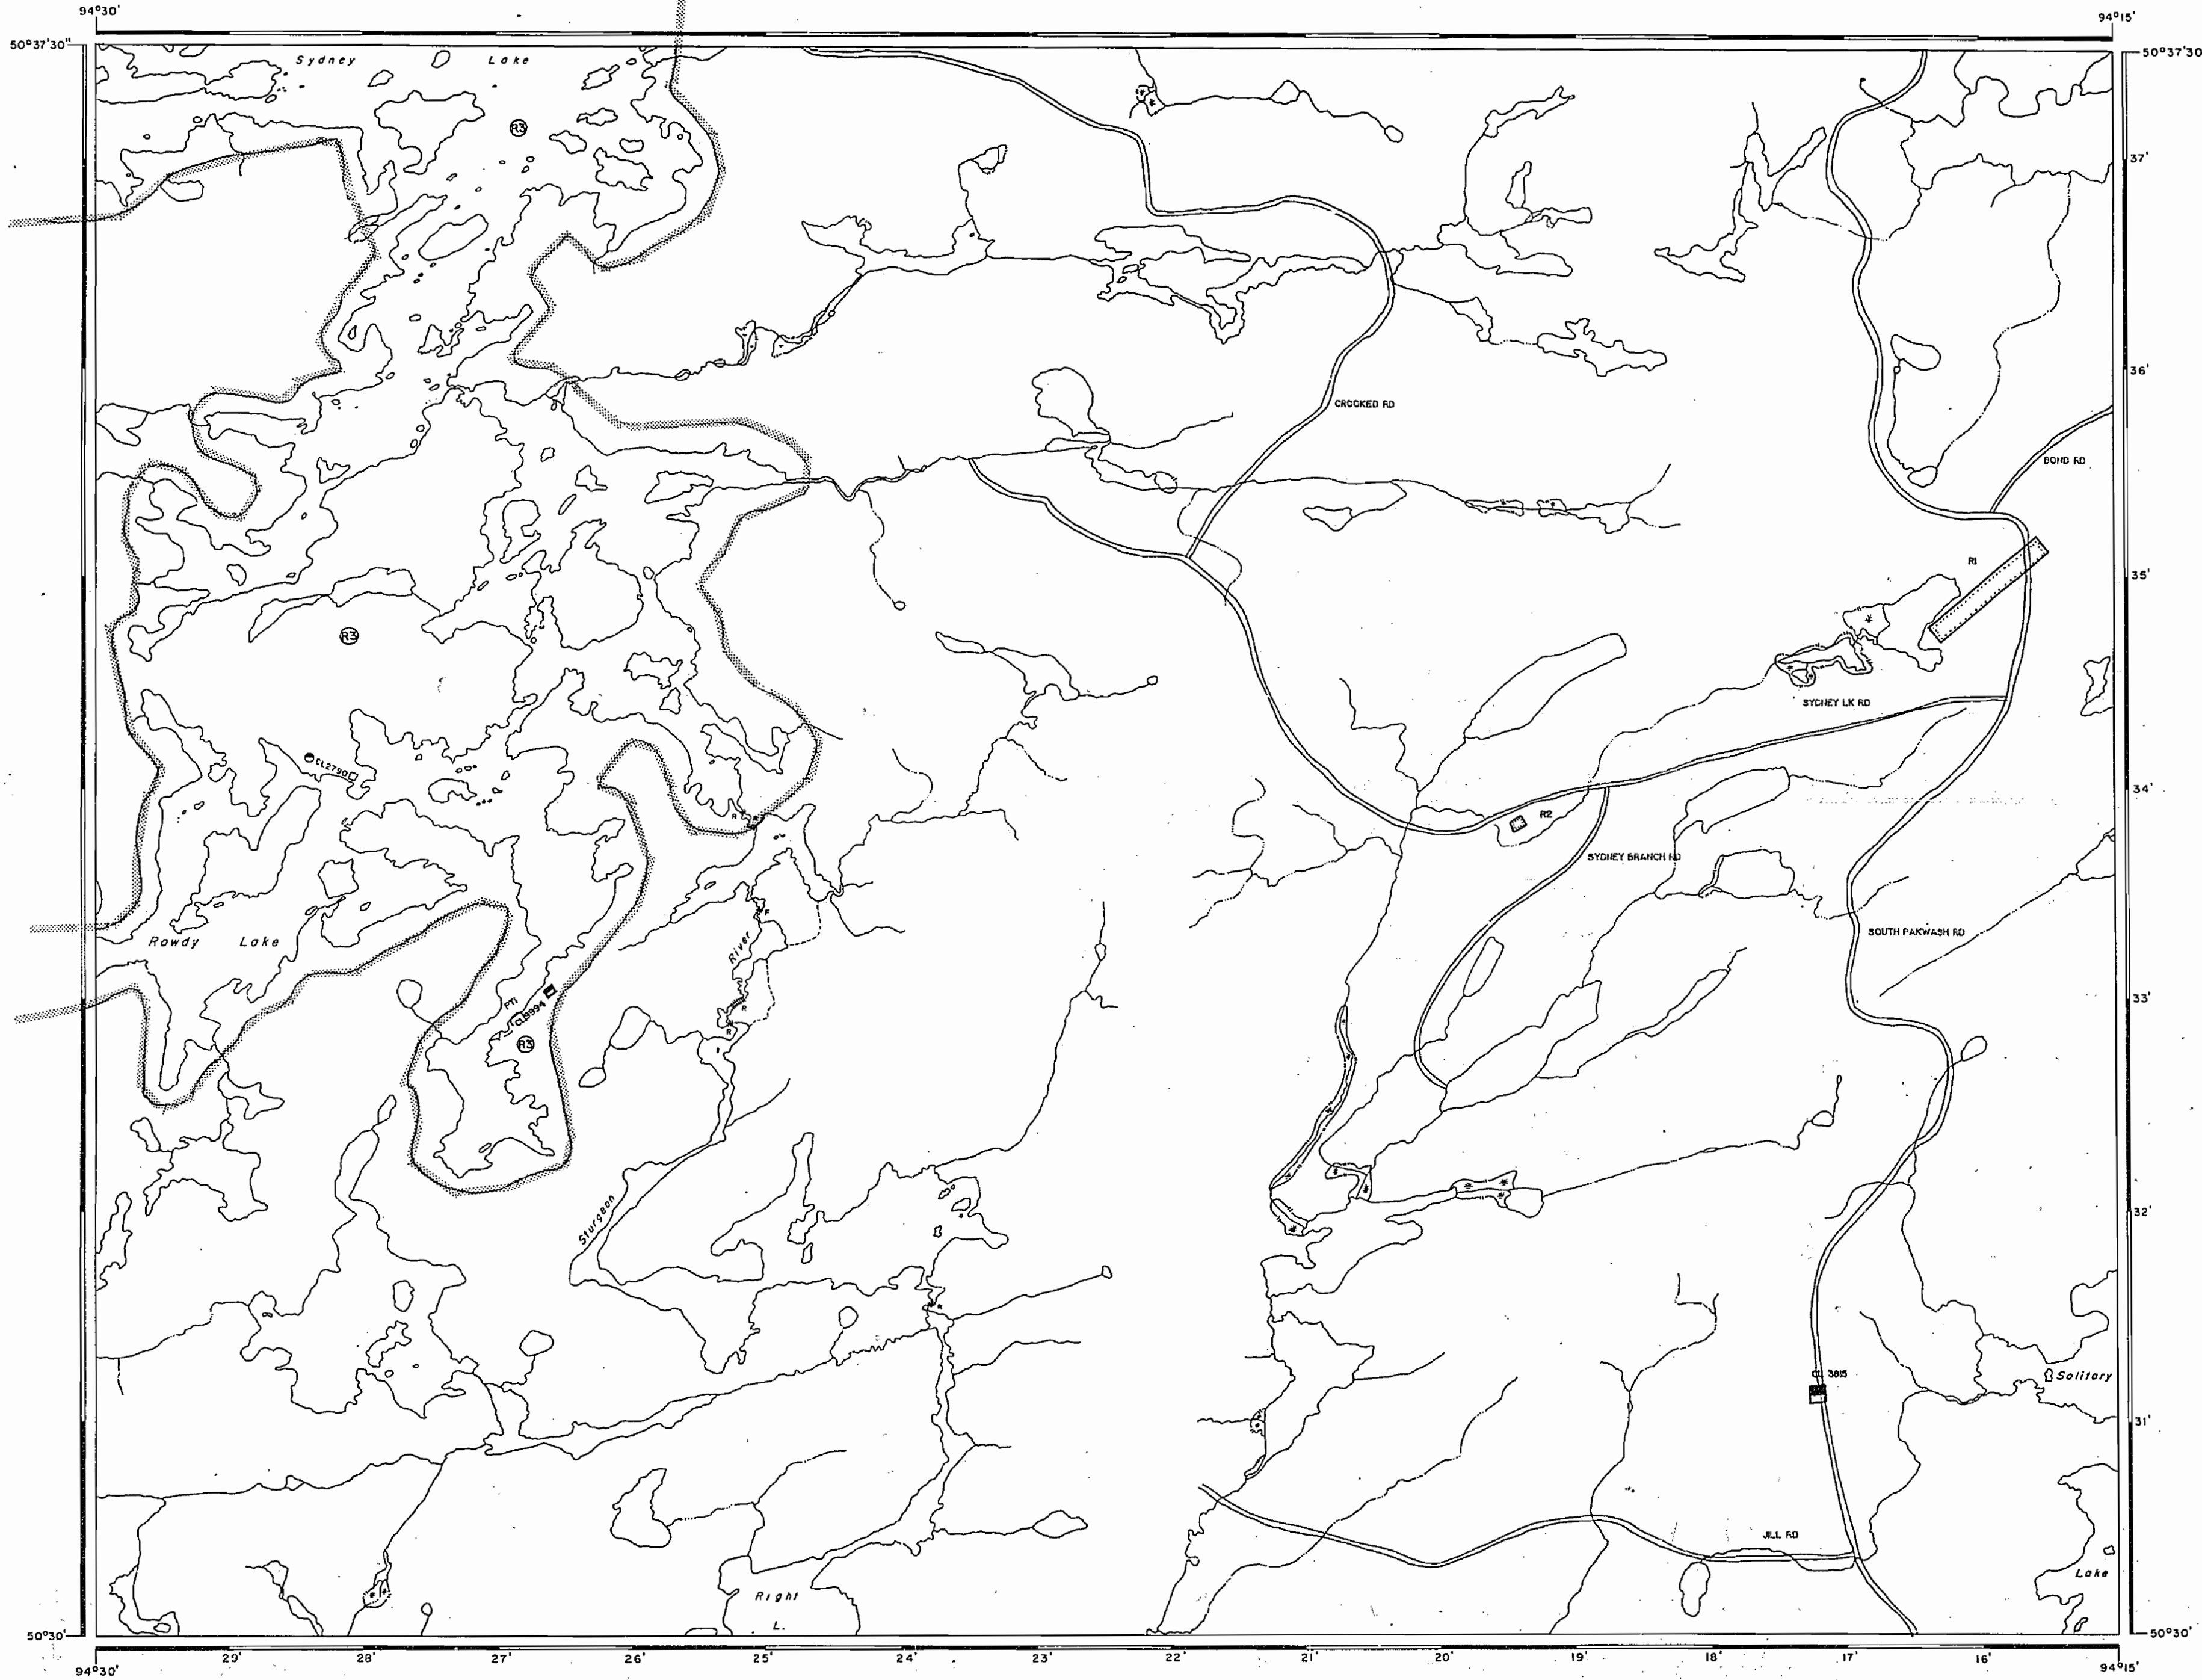 94°30' 94°15'
50°37'30" 50°37'30
Sydney Lake
R3
37'
36'
CROOKED RD
BOND RD
R1
35'
R3
SYDNEY LK RD
CL2790
34'
R2
R
SYDNEY BRANCH RD
F
SOUTH PAKWASH RD
Rowdy Lake
River
PTI
33'
R
R
R3
32'
Sturgeon
R
CL 3815
Solitary
31'
JILL RD
Lake
Right
L.
50°30' 50°30'
94°30' 29' 28' 27' 26' 25' 24' 23' 22' 21' 20' 19' 18' 17' 16' 94°15'